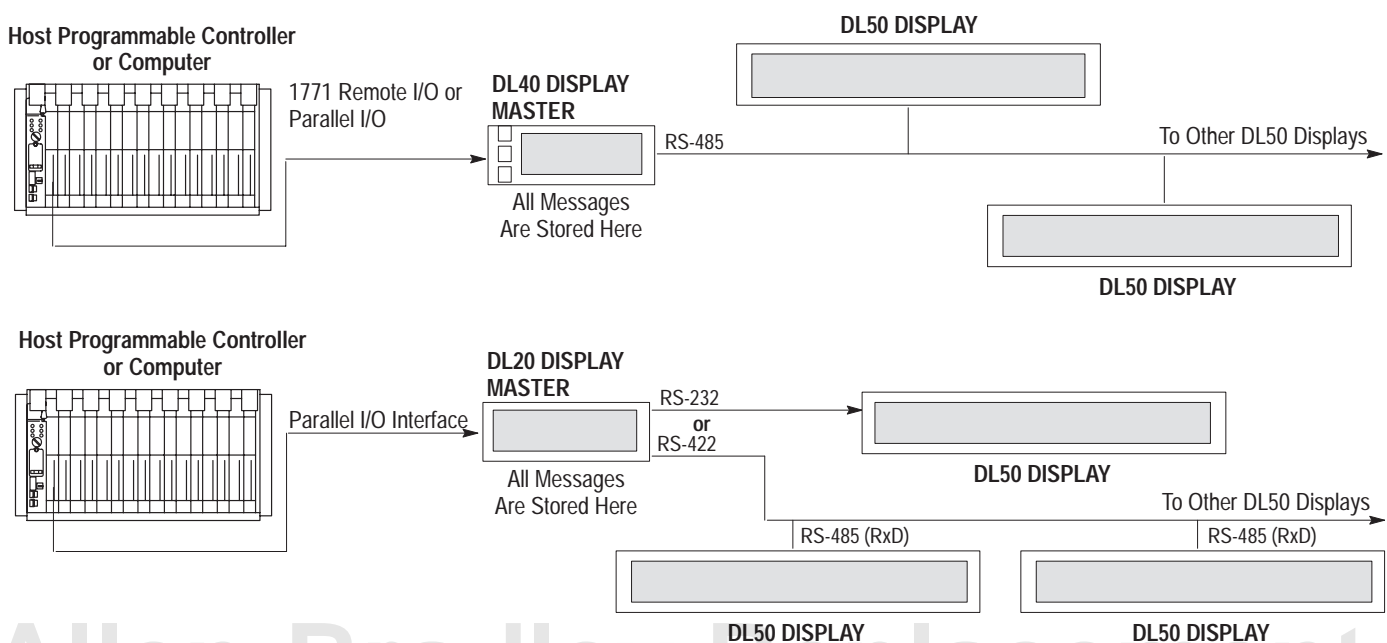 Host Programmable Controller
or Computer
1771 Remote I/O or
Parallel I/O
DL40 DISPLAY
MASTER
RS-485
All Messages
Are Stored Here
DL50 DISPLAY
To Other DL50 Displays
DL50 DISPLAY
Host Programmable Controller
or Computer
Parallel I/O Interface
DL20 DISPLAY
MASTER
RS-232
or
RS-422
All Messages
Are Stored Here
DL50 DISPLAY
To Other DL50 Displays
RS-485 (RxD)
RS-485 (RxD)
DL50 DISPLAY
DL50 DISPLAY